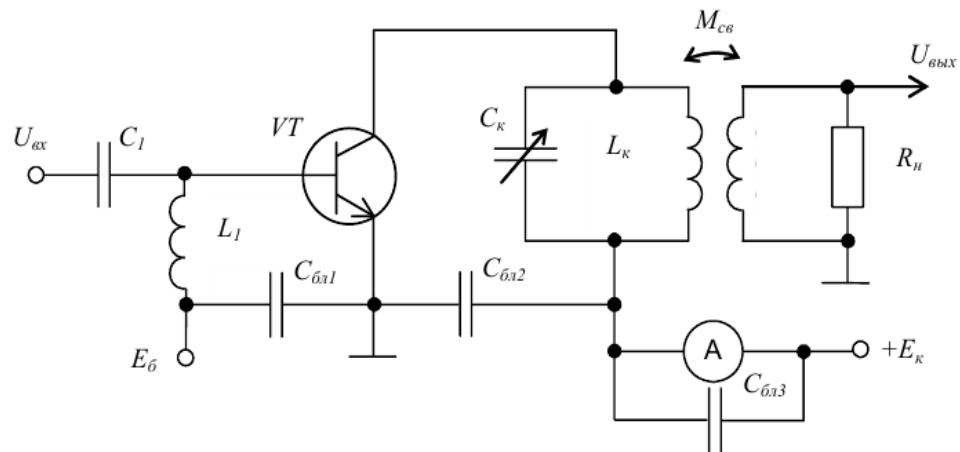 M_св
U_вых
U_вх
C_1
VT
C_к
L_к
R_н
L_1
C_бл1
C_бл2
E_б
A
+E_к
C_бл3